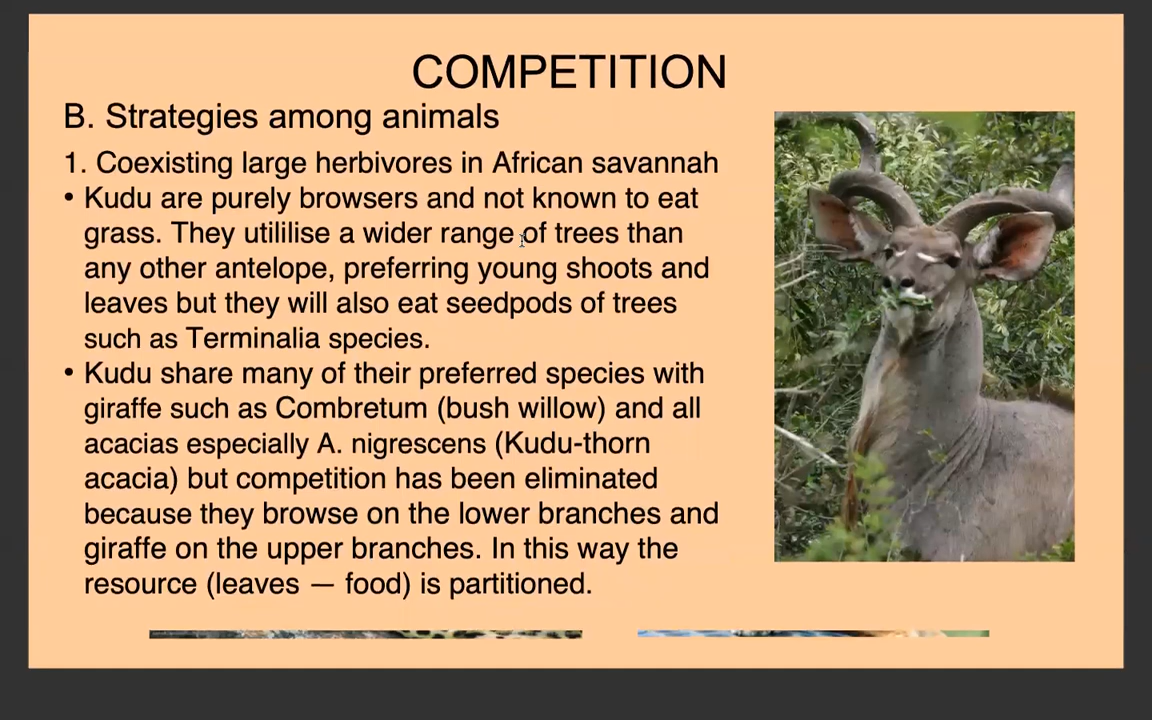 COMPETITION
B. Strategies among animals
1. Coexisting large herbivores in African savannah
• Kudu are purely browsers and not known to eat
grass. They utililise a wider range of trees than
any other antelope, preferring young shoots and
leaves but they will also eat seedpods of trees
such as Terminalia species.
• Kudu share many of their preferred species with
giraffe such as Combretum (bush willow) and all
acacias especially A. nigrescens (Kudu-thorn
acacia) but competition has been eliminated
because they browse on the lower branches and
giraffe on the upper branches. In this way the
resource (leaves — food) is partitioned.